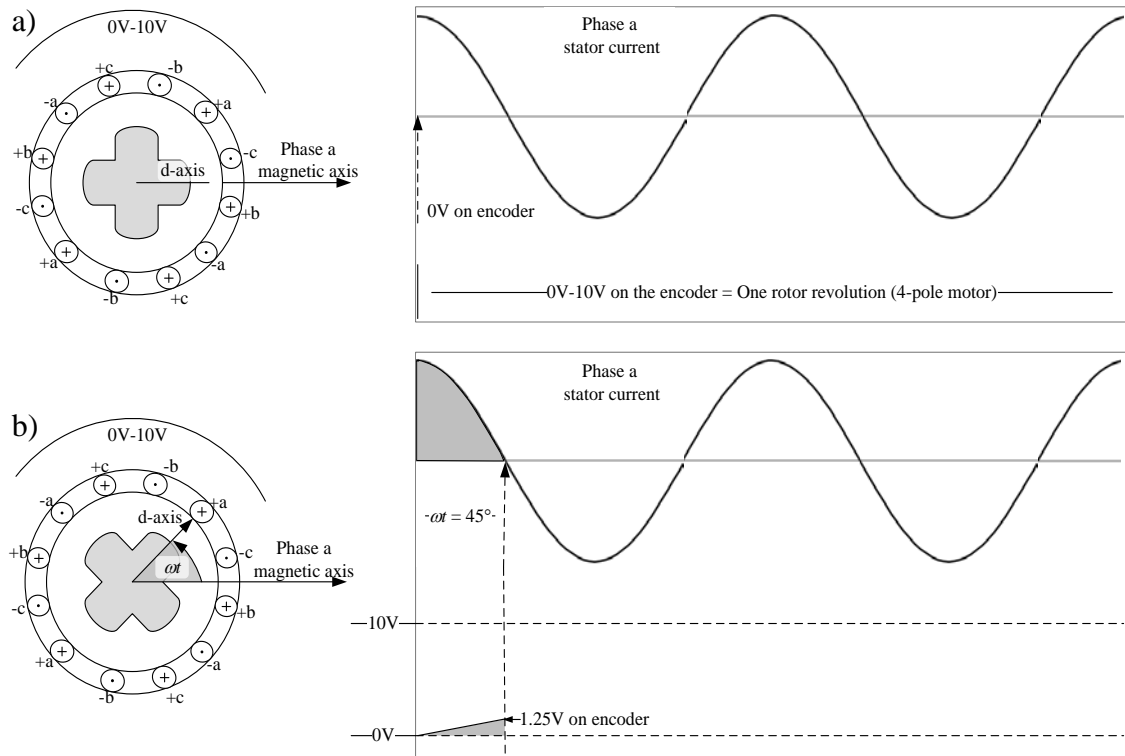 a)
0V-10V
+c
-b
-a
+a
+b
-c
d-axis
Phase a
magnetic axis
-c
+b
+a
-a
-b
+c
Phase a
stator current
0V on encoder
0V-10V on the encoder = One rotor revolution (4-pole motor)
b)
0V-10V
+c
-b
-a
+a
d-axis
+b
-c
ωt
Phase a
magnetic axis
-c
+b
+a
-a
-b
+c
Phase a
stator current
ωt = 45°
10V
1.25V on encoder
0V